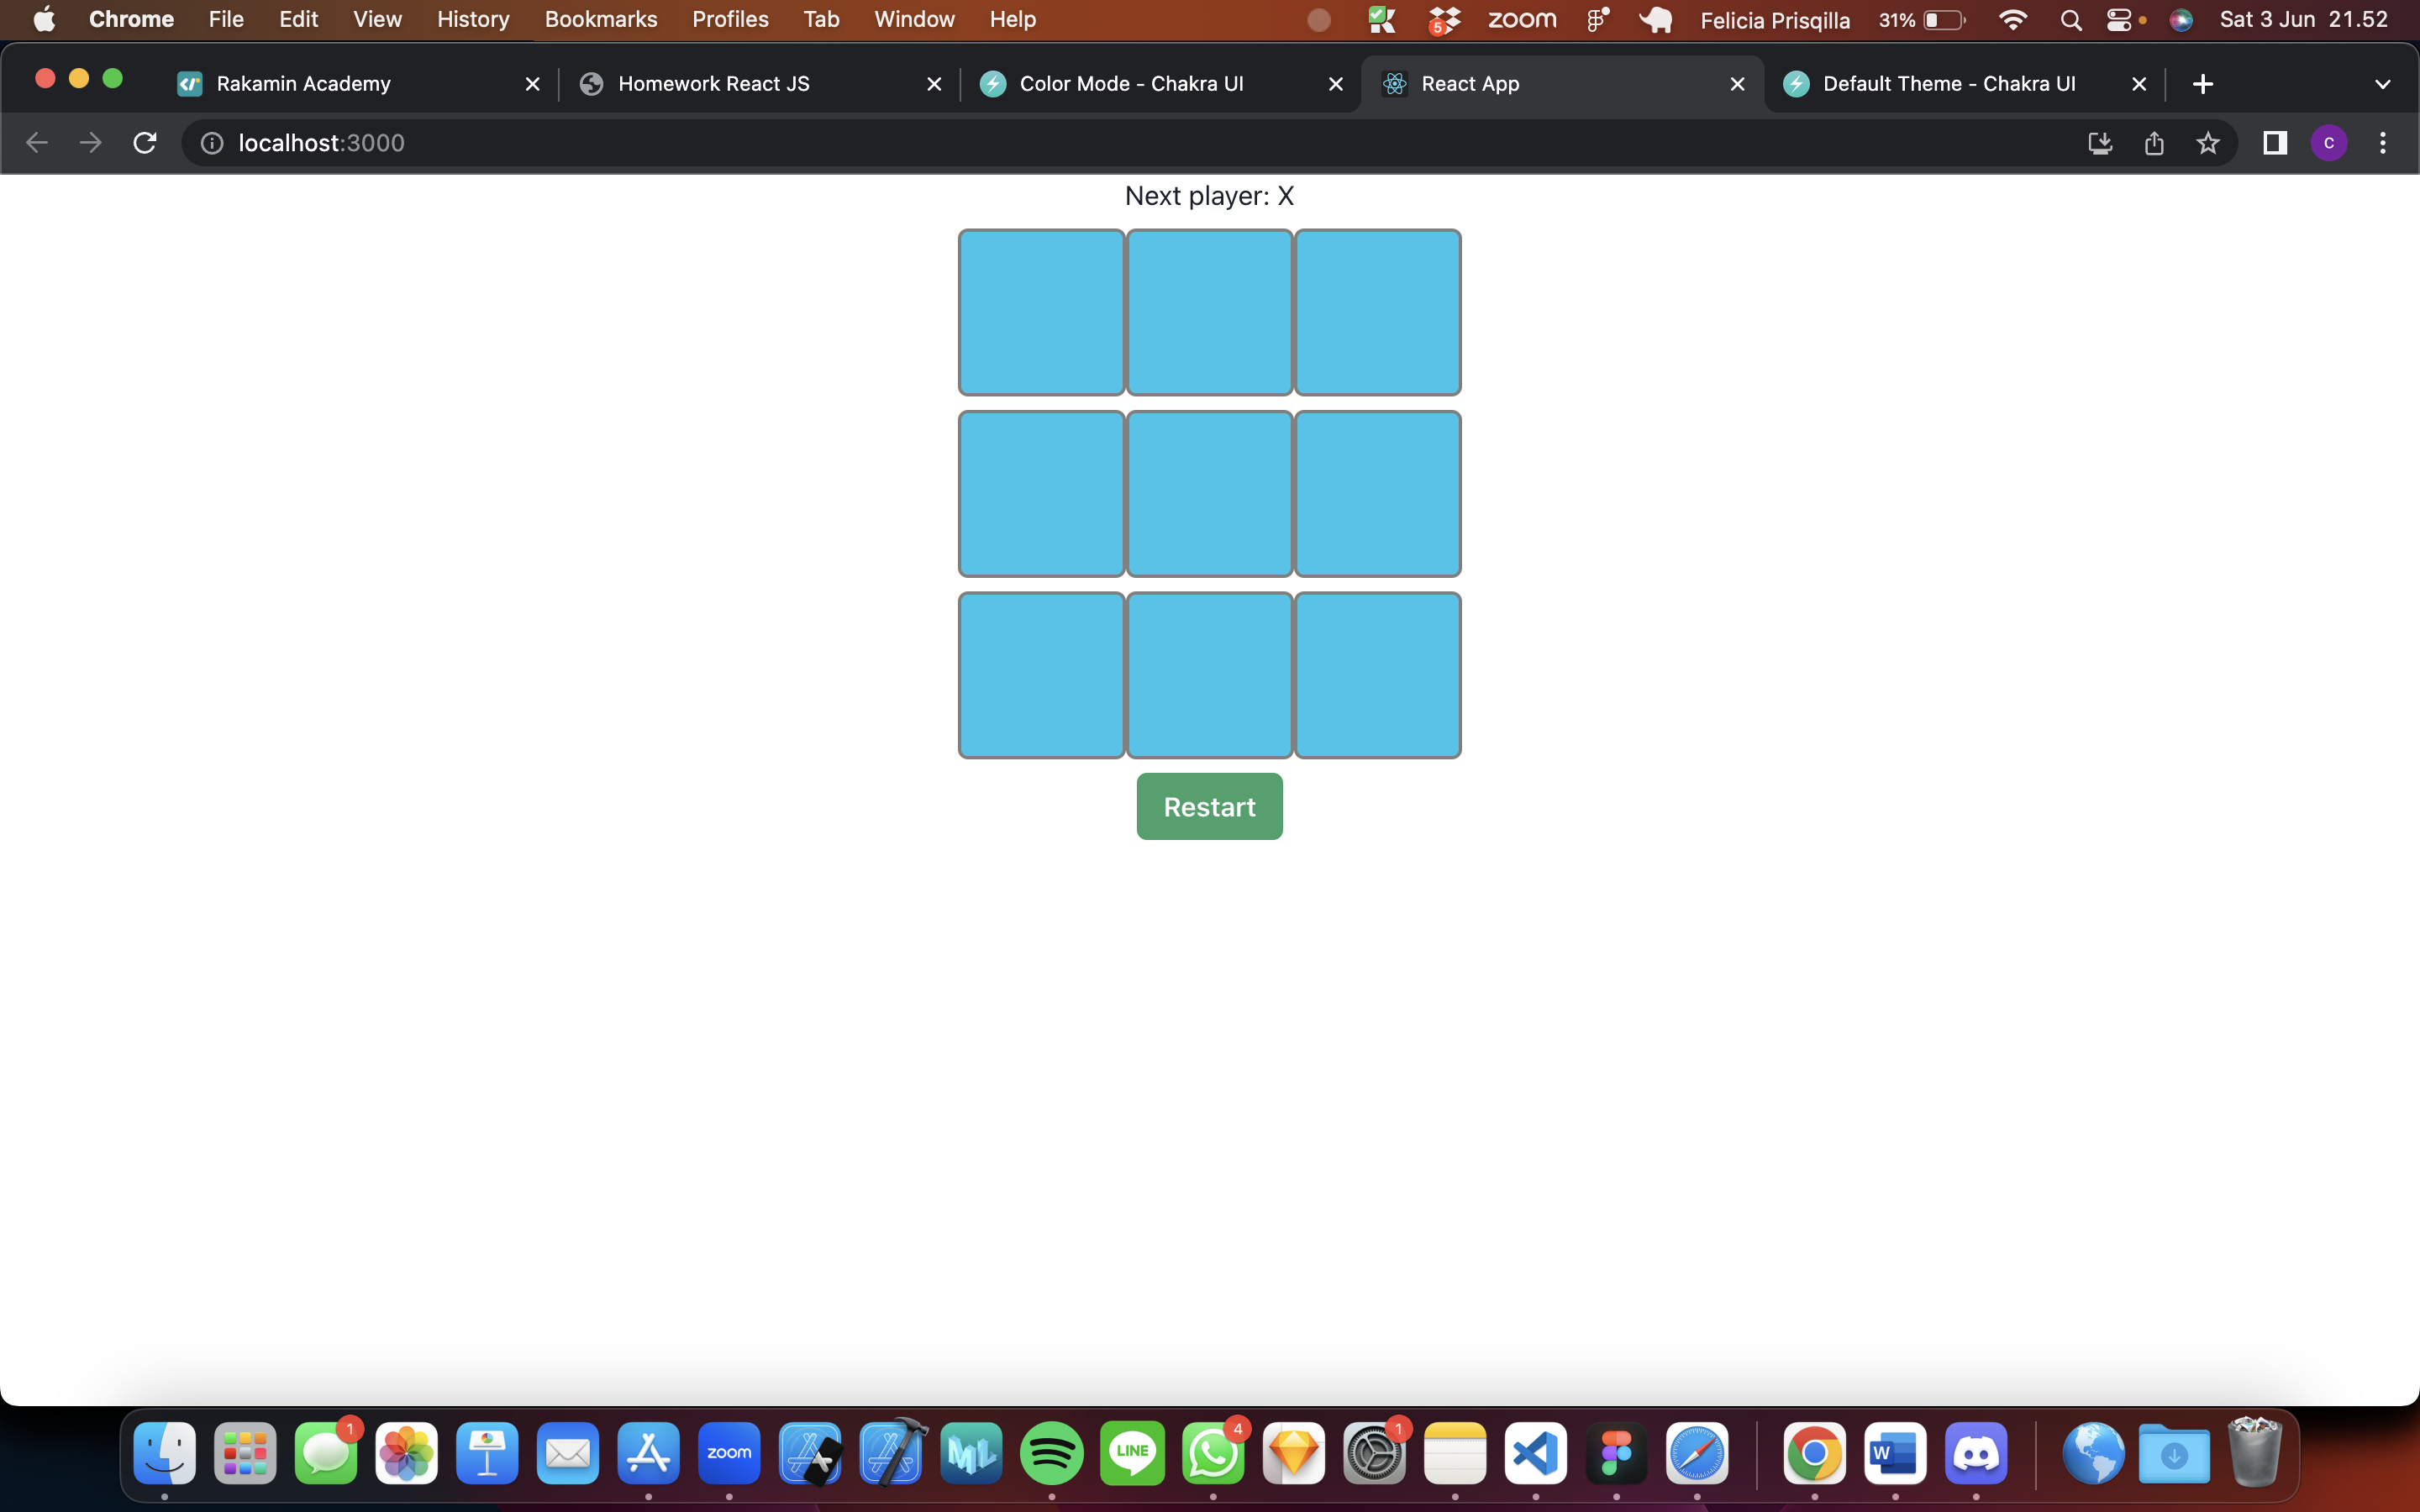 Chrome File Edit View History Bookmarks Profiles Tab Window Help 5 zoom Felicia Prisqilla 31% Sat 3 Jun 21.52
Rakamin Academy Homework React JS Color Mode - Chakra UI React App Default Theme - Chakra UI
localhost:3000 C
Next player: X
Restart
1 zoom ML LINE 4 1 W